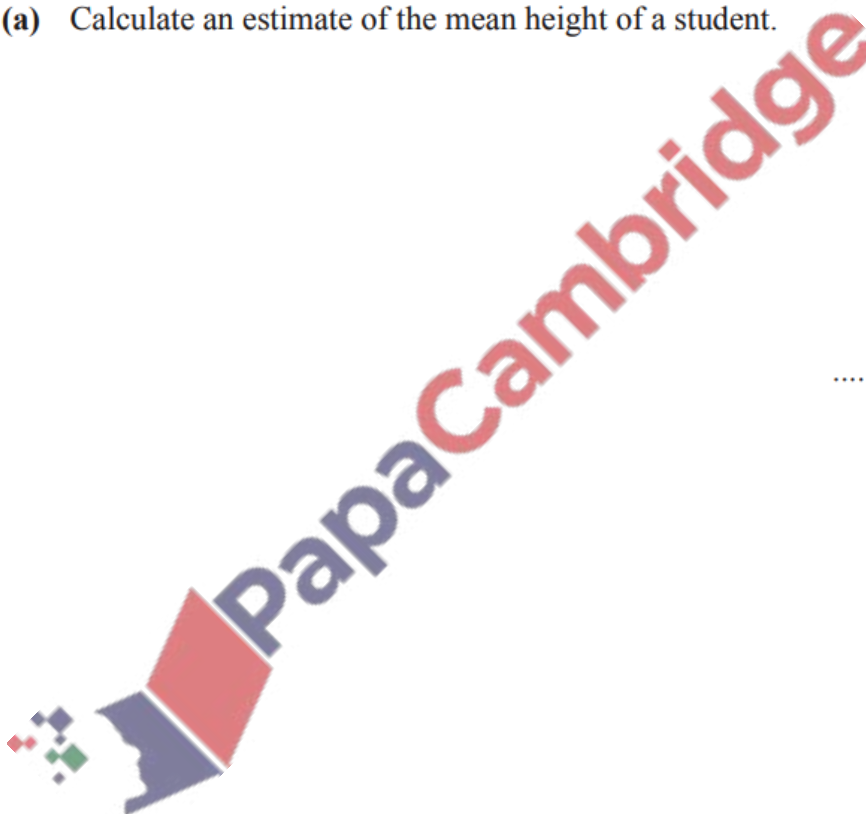 (a) Calculate an estimate of the mean height of a student.
....
PapaCambridge